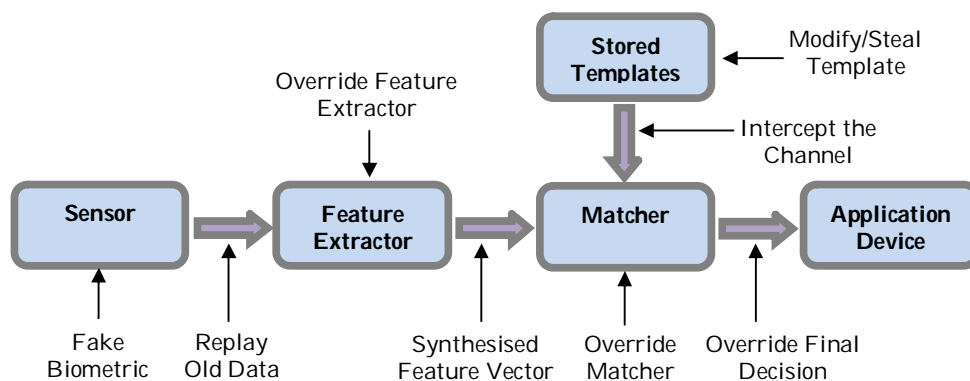 Stored
Templates
Modify/Steal
Template
Override Feature
Extractor
Intercept the
Channel
Sensor
Feature
Extractor
Matcher
Application
Device
Fake
Biometric
Replay
Old Data
Synthesised
Feature Vector
Override
Matcher
Override Final
Decision